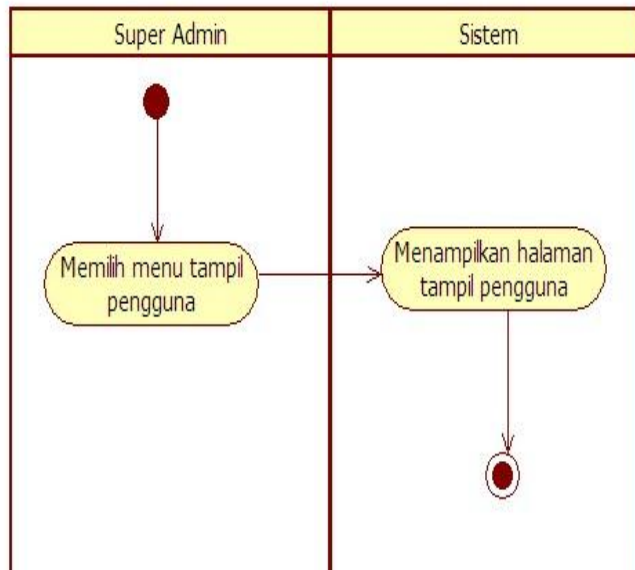 Super Admin
Sistem
Memilih menu tampil
pengguna
Menampilkan halaman
tampil pengguna